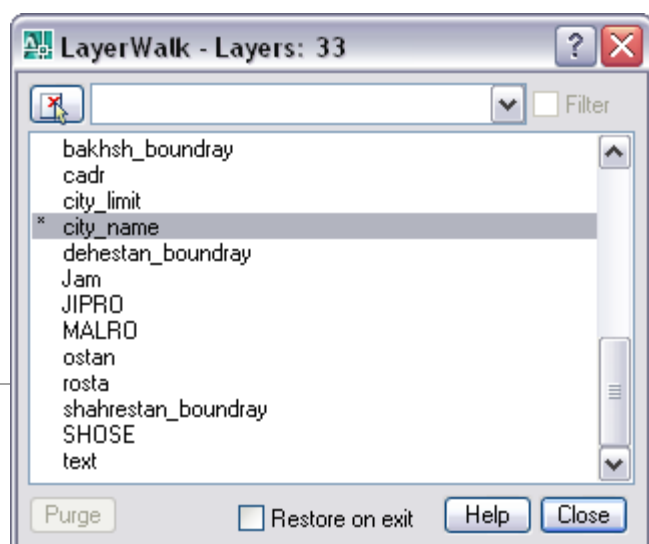 LayerWalk - Layers: 33
?
Filter
bakhsh_boundray
cadr
city_limit
* city_name
dehestan_boundray
Jam
JIPRO
MALRO
ostan
rosta
shahrestan_boundray
SHOSE
text
Purge
Restore on exit
Help
Close